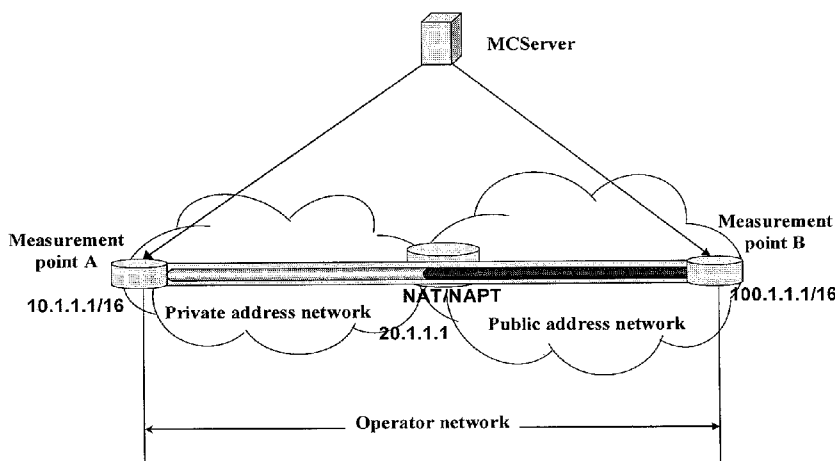 MCServer
Measurement
point A
Measurement
point B
10.1.1.1/16
NAT/NAPT
100.1.1.1/16
Private address network
Public address network
20.1.1.1
Operator network